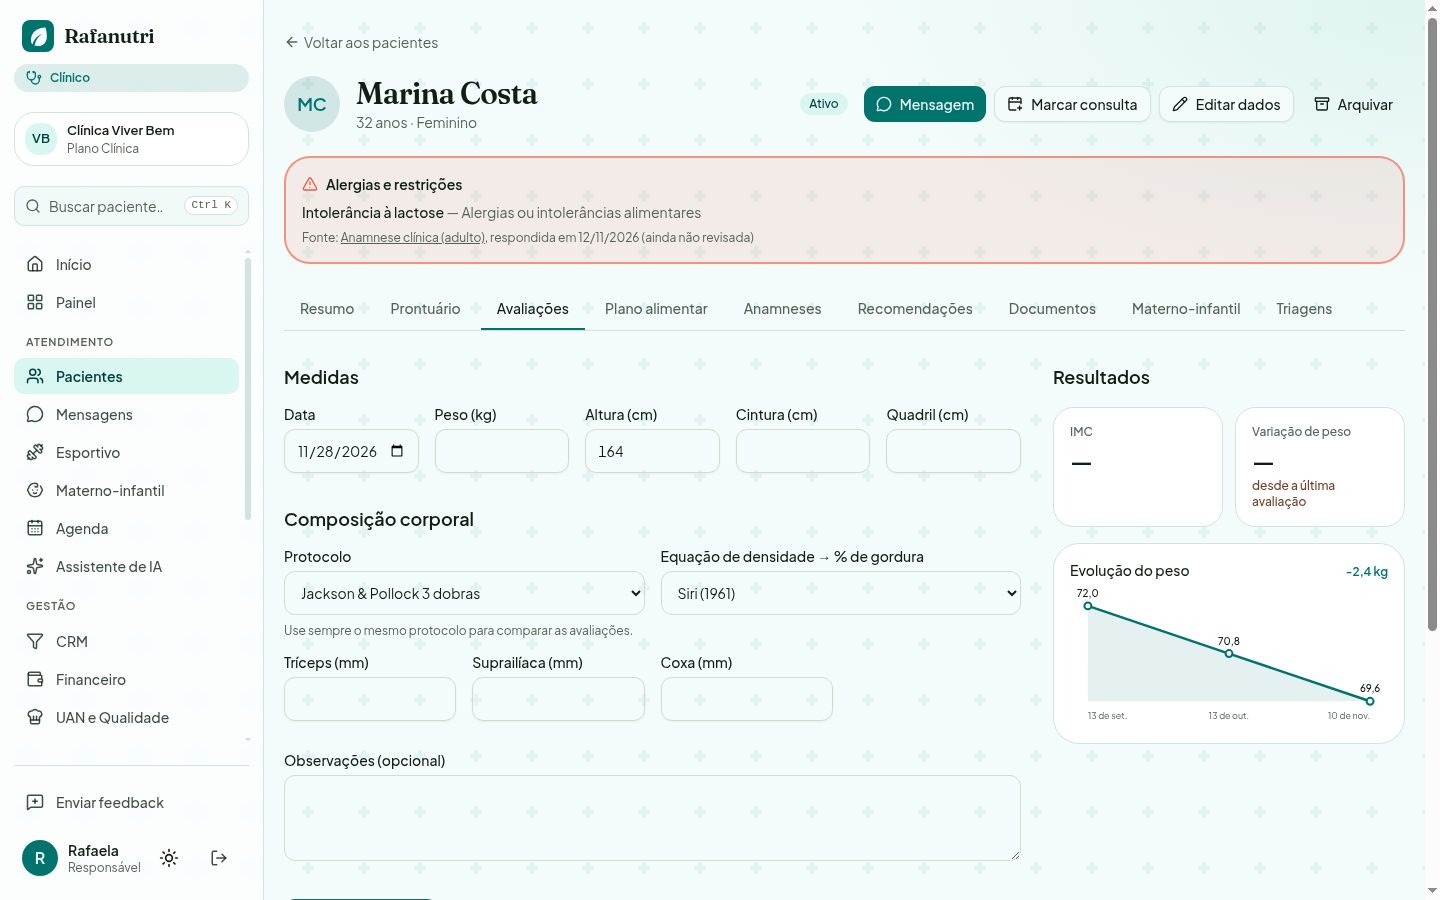 Rafanutri
Clínico
VB
Clínica Viver Bem
Plano Clínica
Buscar paciente..
Ctrl K
Início
Painel
ATENDIMENTO
Pacientes
Mensagens
Esportivo
Materno-infantil
Agenda
Assistente de IA
GESTÃO
CRM
Financeiro
UAN e Qualidade
Enviar feedback
R
Rafaela
Responsável
Voltar aos pacientes
MC
Marina Costa
32 anos · Feminino
Ativo
Mensagem
Marcar consulta
Editar dados
Arquivar
Alergias e restrições
Intolerância à lactose — Alergias ou intolerâncias alimentares
Fonte: Anamnese clínica (adulto), respondida em 12/11/2026 (ainda não revisada)
Resumo
Prontuário
Avaliações
Plano alimentar
Anamneses
Recomendações
Documentos
Materno-infantil
Triagens
Medidas
Data
Peso (kg)
Altura (cm)
Cintura (cm)
Quadril (cm)
11/28/2026
164
Composição corporal
Protocolo
Equação de densidade → % de gordura
Jackson & Pollock 3 dobras
Siri (1961)
Use sempre o mesmo protocolo para comparar as avaliações.
Tríceps (mm)
Suprailíaca (mm)
Coxa (mm)
Observações (opcional)
Resultados
IMC
—
Variação de peso
—
desde a última
avaliação
Evolução do peso
-2,4 kg
72,0
70,8
69,6
13 de set.
13 de out.
10 de nov.